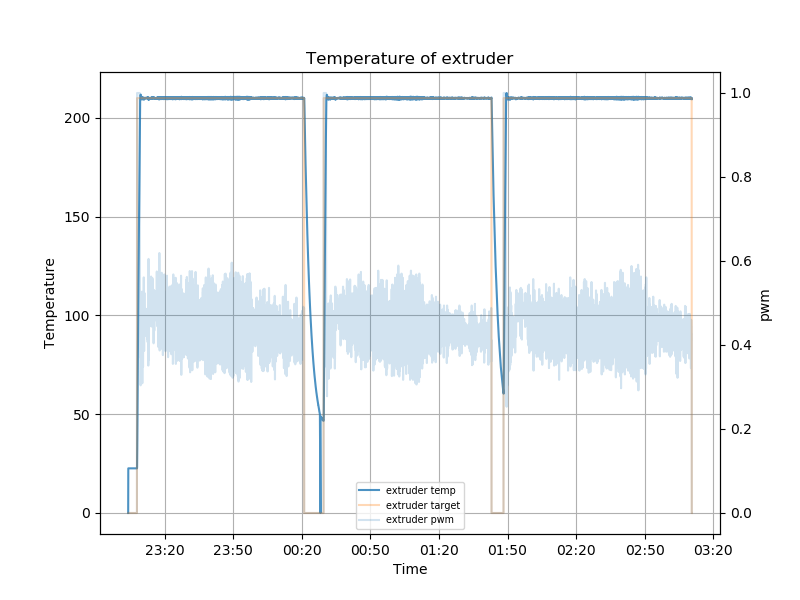 Temperature of extruder
200
150
100
50
0
Temperature
1.0
0.8
0.6
0.4
0.2
0.0
pwm
extruder temp
extruder target
extruder pwm
23:20 23:50 00:20 00:50 01:20 01:50 02:20 02:50 03:20
Time